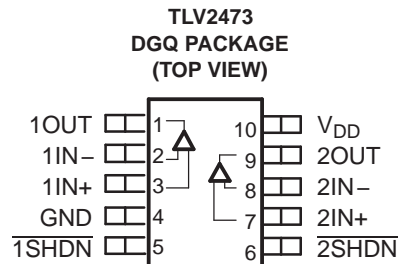 TLV2473
DGQ PACKAGE
(TOP VIEW)
1OUT 1 10 VDD
1IN− 2 9 2OUT
1IN+ 3 8 2IN−
GND 4 7 2IN+
1SHDN 5 6 2SHDN